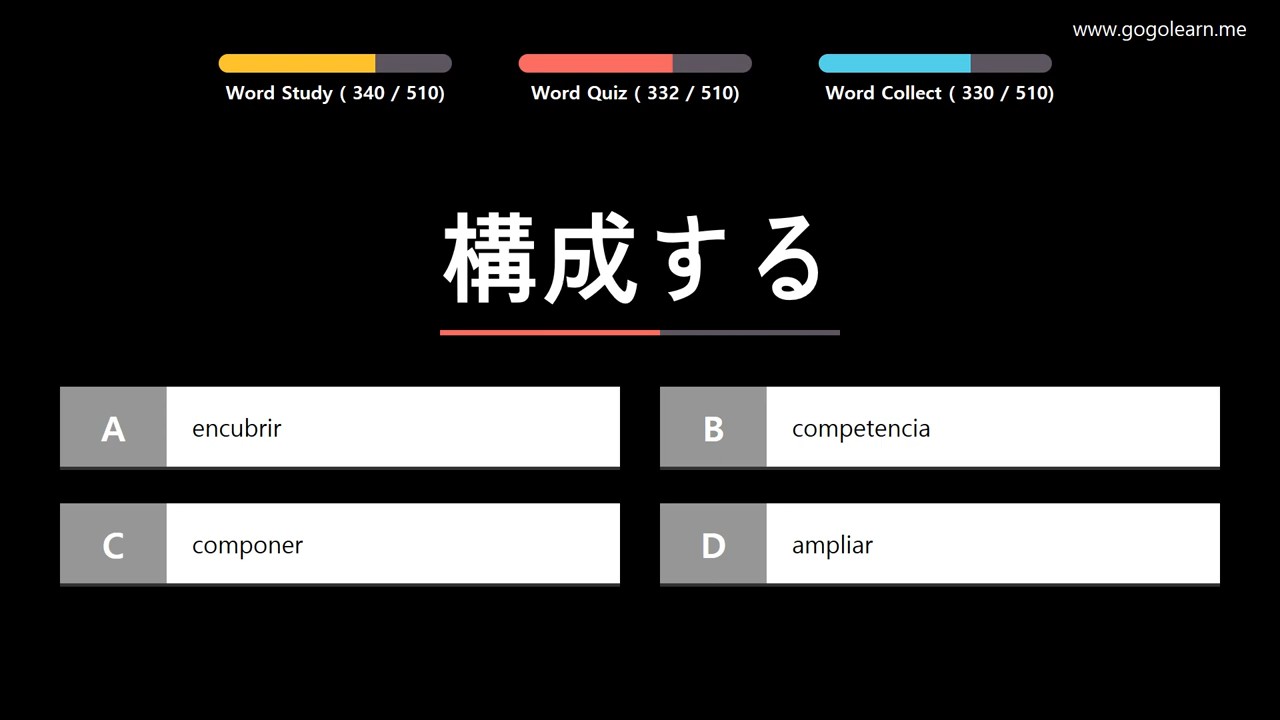 www.gogolearn.me
Word Study ( 340 / 510)
Word Quiz ( 332 / 510)
Word Collect ( 330 / 510)
構成する
A encubrir
B competencia
C componer
D ampliar